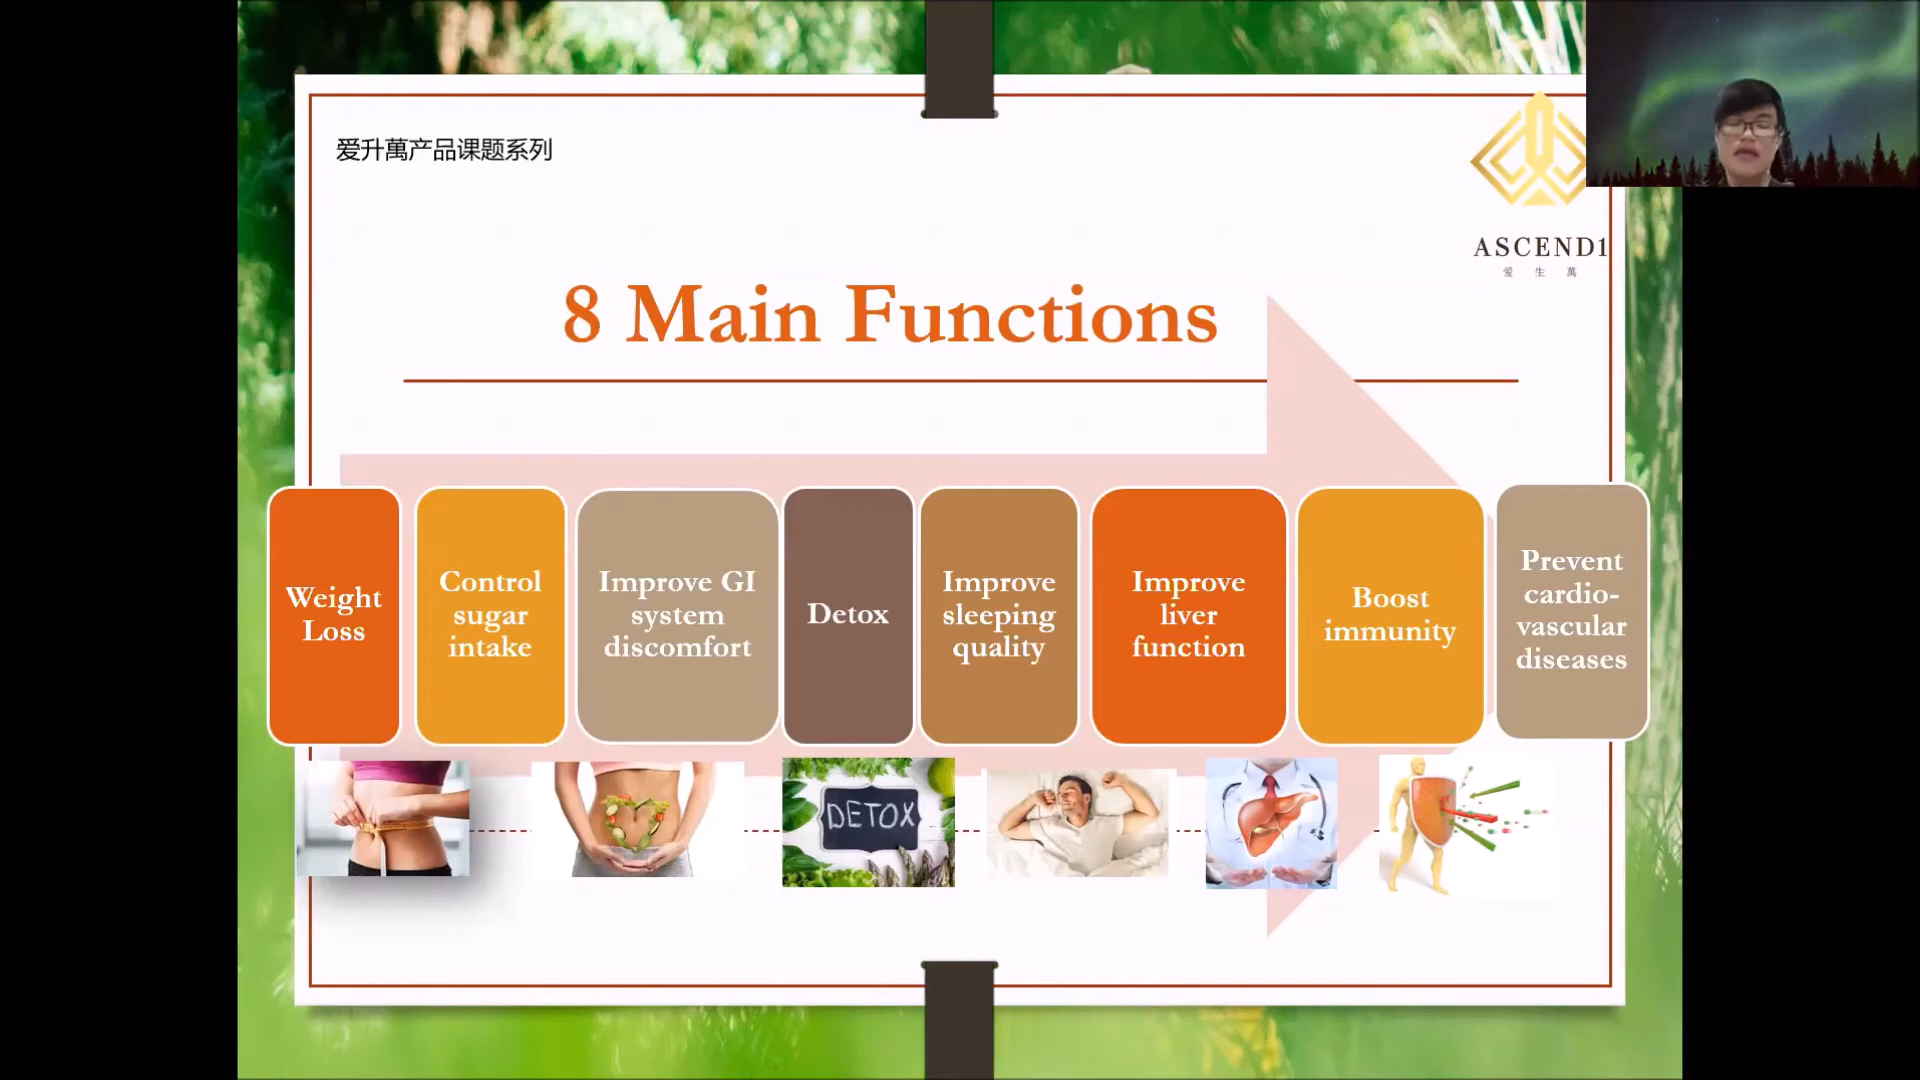 爱升萬产品课题系列
ASCEND1
爱 生 萬
8 Main Functions
Weight
Loss
Control
sugar
intake
Improve GI
system
discomfort
Detox
Improve
sleeping
quality
Improve
liver
function
Boost
immunity
Prevent
cardio-
vascular
diseases
DETOX